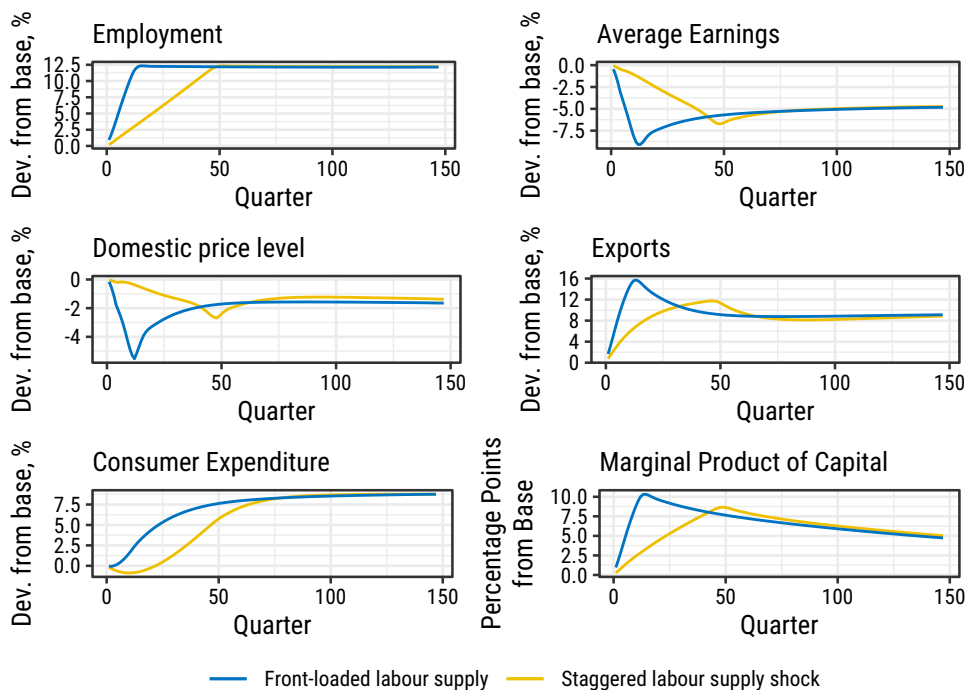 Employment
Dev. from base, %
12.5
10.0
7.5
5.0
2.5
0.0
0 50 100 150
Quarter
Average Earnings
Dev. from base, %
0.0
-2.5
-5.0
-7.5
0 50 100 150
Quarter
Domestic price level
Dev. from base, %
0
-2
-4
0 50 100 150
Quarter
Exports
Dev. from base, %
16
12
8
4
0
0 50 100 150
Quarter
Consumer Expenditure
Dev. from base, %
7.5
5.0
2.5
0.0
0 50 100 150
Quarter
Marginal Product of Capital
Percentage Points
from Base
10.0
7.5
5.0
2.5
0.0
0 50 100 150
Quarter
Front-loaded labour supply Staggered labour supply shock